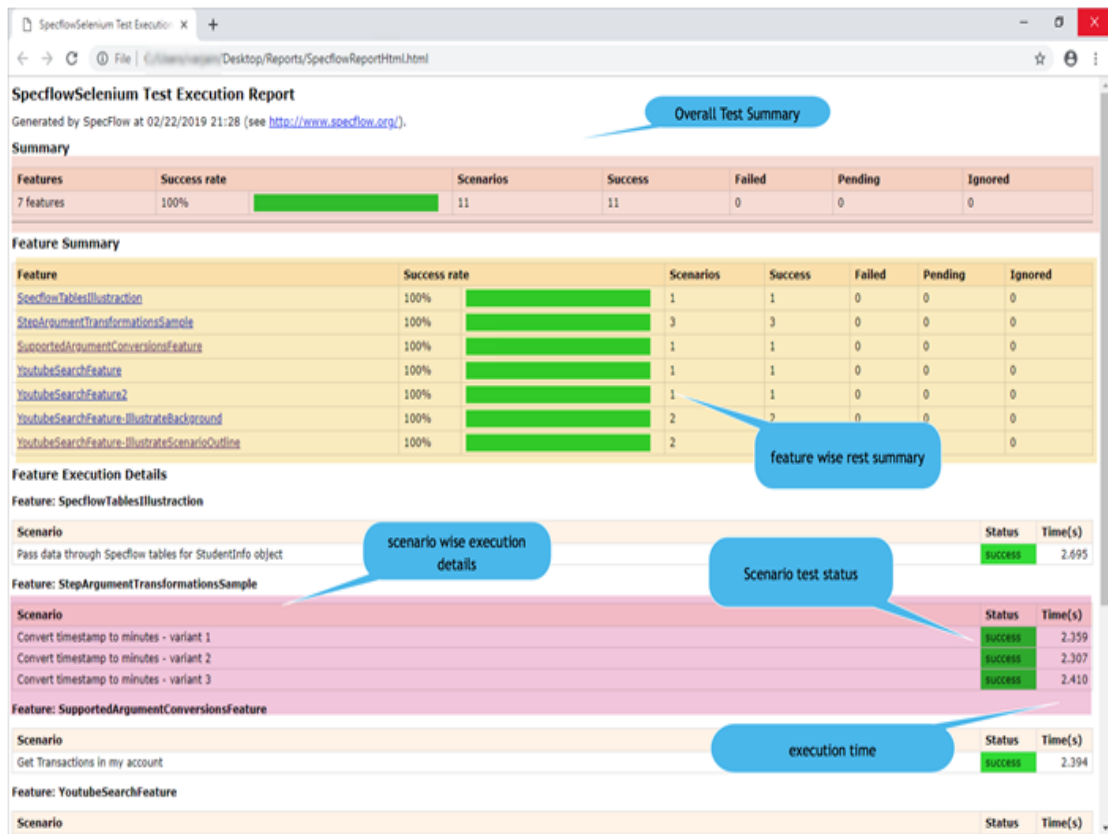 SpecflowSelenium Test Execution × +
File | Desktop/Reports/SpecflowReportHtml.html
SpecflowSelenium Test Execution Report
Generated by SpecFlow at 02/22/2019 21:28 (see http://www.specflow.org/).
Overall Test Summary
Summary
Features Success rate Scenarios Success Failed Pending Ignored
7 features 100% 11 11 0 0 0
Feature Summary
Feature Success rate Scenarios Success Failed Pending Ignored
SpecflowTablesIllustraction 100% 1 1 0 0 0
StepArgumentTransformationsSample 100% 3 3 0 0 0
SupportedArgumentConversionsFeature 100% 1 1 0 0 0
YoutubeSearchFeature 100% 1 1 0 0 0
YoutubeSearchFeature2 100% 1 1 0 0 0
YoutubeSearchFeature-IllustrateBackground 100% 2 2 0 0 0
YoutubeSearchFeature-IllustrateScenarioOutline 100% 2 0
feature wise rest summary
Feature Execution Details
Feature: SpecflowTablesIllustraction
Scenario Status Time(s)
Pass data through Specflow tables for StudentInfo object success 2.695
scenario wise execution
details
Scenario test status
Feature: StepArgumentTransformationsSample
Scenario Status Time(s)
Convert timestamp to minutes - variant 1 success 2.359
Convert timestamp to minutes - variant 2 success 2.307
Convert timestamp to minutes - variant 3 success 2.410
Feature: SupportedArgumentConversionsFeature
Scenario Status Time(s)
Get Transactions in my account success 2.394
execution time
Feature: YoutubeSearchFeature
Scenario Status Time(s)